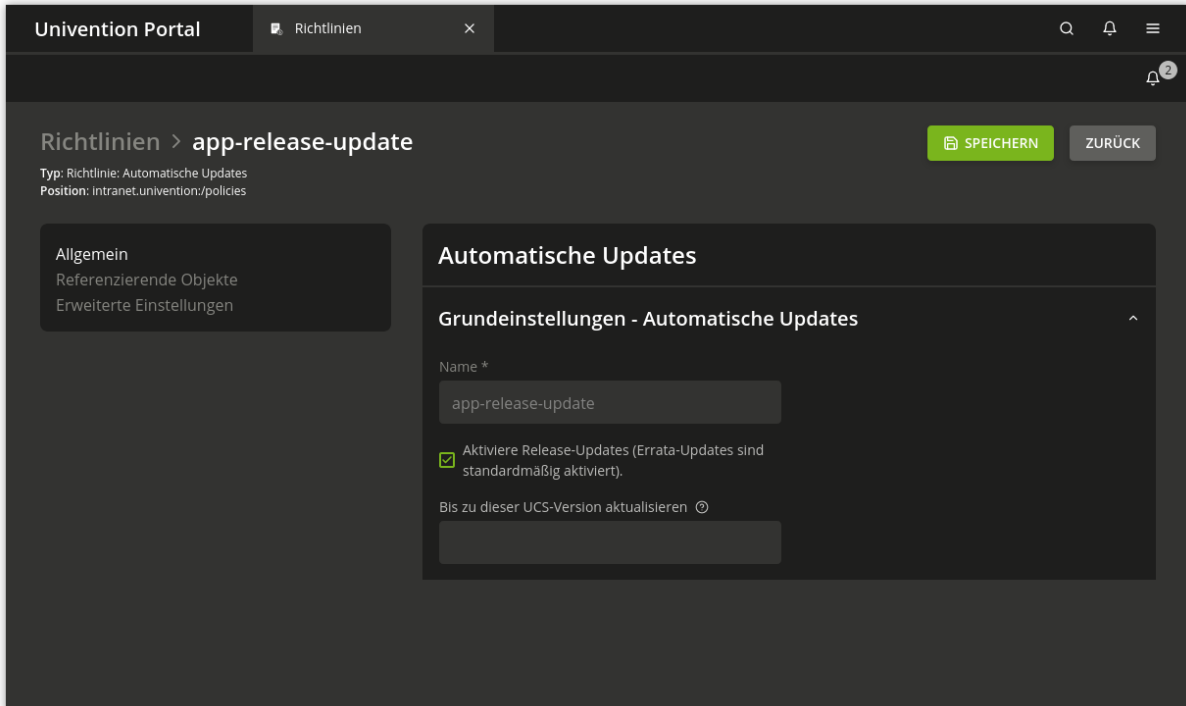 Univention Portal
Richtlinien
2
Richtlinien > app-release-update
SPEICHERN
ZURÜCK
Typ: Richtlinie: Automatische Updates
Position: intranet.univention:/policies
Allgemein
Referenzierende Objekte
Erweiterte Einstellungen
Automatische Updates
Grundeinstellungen - Automatische Updates
Name *
app-release-update
Aktiviere Release-Updates (Errata-Updates sind
standardmäßig aktiviert).
Bis zu dieser UCS-Version aktualisieren